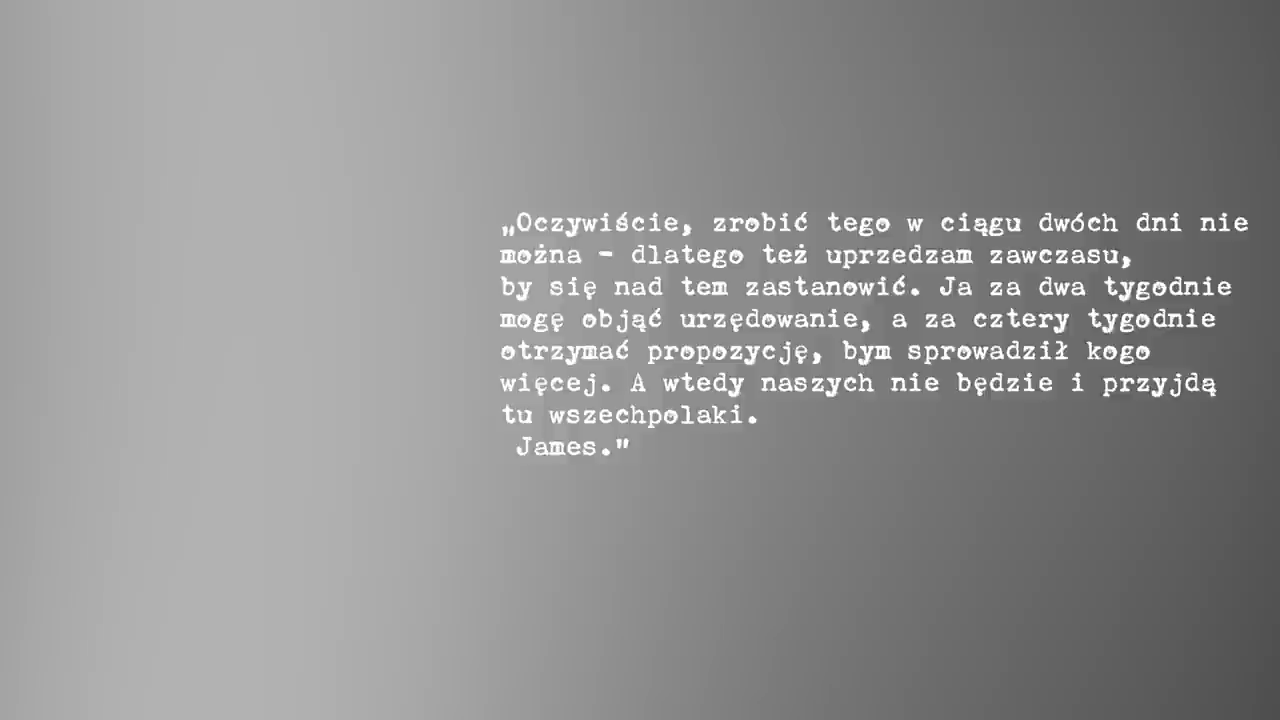 „Oczywiście, zrobić tego w ciągu dwóch dni nie
można - dlatego też uprzedzam zawczasu,
by się nad tem zastanowić. Ja za dwa tygodnie
mogę objąć urzędowanie, a za cztery tygodnie
otrzymać propozycję, bym sprowadził kogo
więcej. A wtedy naszych nie będzie i przyjdą
tu wszechpolaki.
James."